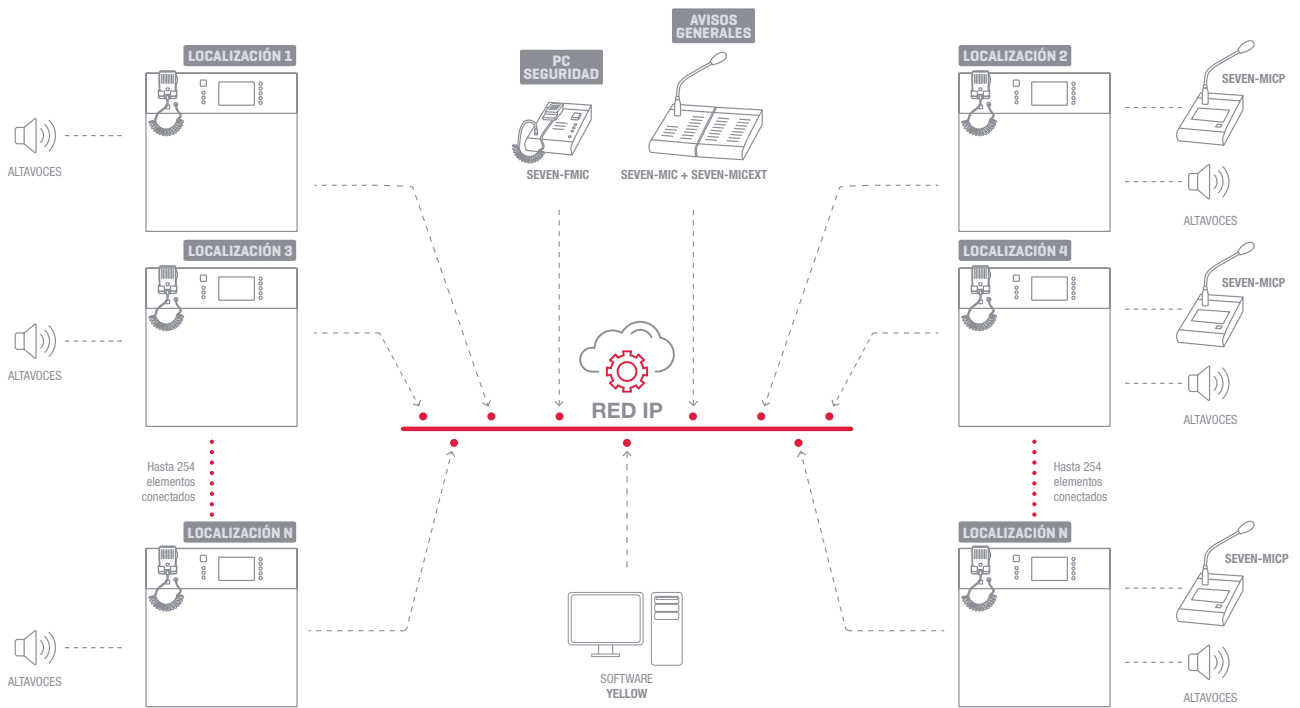 AVISOS
GENERALES
LOCALIZACIÓN 1
PC
SEGURIDAD
LOCALIZACIÓN 2
SEVEN-MICP
ALTAVOCES
SEVEN-FMIC
SEVEN-MIC + SEVEN-MICEXT
ALTAVOCES
LOCALIZACIÓN 3
LOCALIZACIÓN 4
SEVEN-MICP
ALTAVOCES
RED IP
ALTAVOCES
Hasta 254
elementos
conectados
Hasta 254
elementos
conectados
LOCALIZACIÓN N
LOCALIZACIÓN N
SEVEN-MICP
ALTAVOCES
SOFTWARE
YELLOW
ALTAVOCES